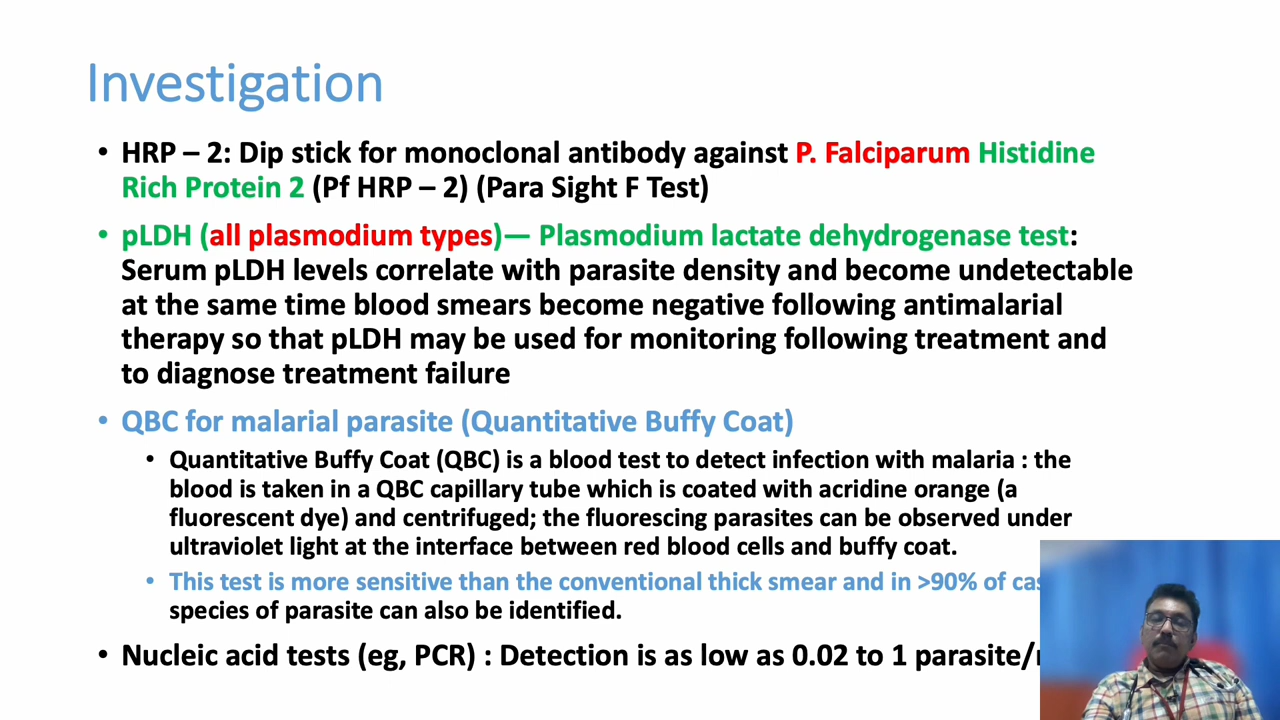 Investigation
• HRP – 2: Dip stick for monoclonal antibody against P. Falciparum Histidine
Rich Protein 2 (Pf HRP – 2) (Para Sight F Test)
• pLDH (all plasmodium types)— Plasmodium lactate dehydrogenase test:
Serum pLDH levels correlate with parasite density and become undetectable
at the same time blood smears become negative following antimalarial
therapy so that pLDH may be used for monitoring following treatment and
to diagnose treatment failure
• QBC for malarial parasite (Quantitative Buffy Coat)
• Quantitative Buffy Coat (QBC) is a blood test to detect infection with malaria : the
blood is taken in a QBC capillary tube which is coated with acridine orange (a
fluorescent dye) and centrifuged; the fluorescing parasites can be observed under
ultraviolet light at the interface between red blood cells and buffy coat.
• This test is more sensitive than the conventional thick smear and in >90% of
species of parasite can also be identified.
• Nucleic acid tests (eg, PCR) : Detection is as low as 0.02 to 1 parasite/